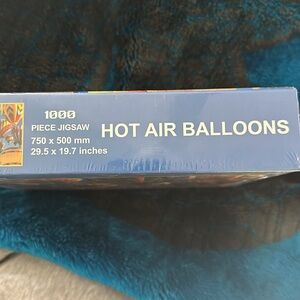 1000
PIECE JIGSAW
750 x 500 mm
29.5 x 19.7 inches
HOT AIR BALLOONS